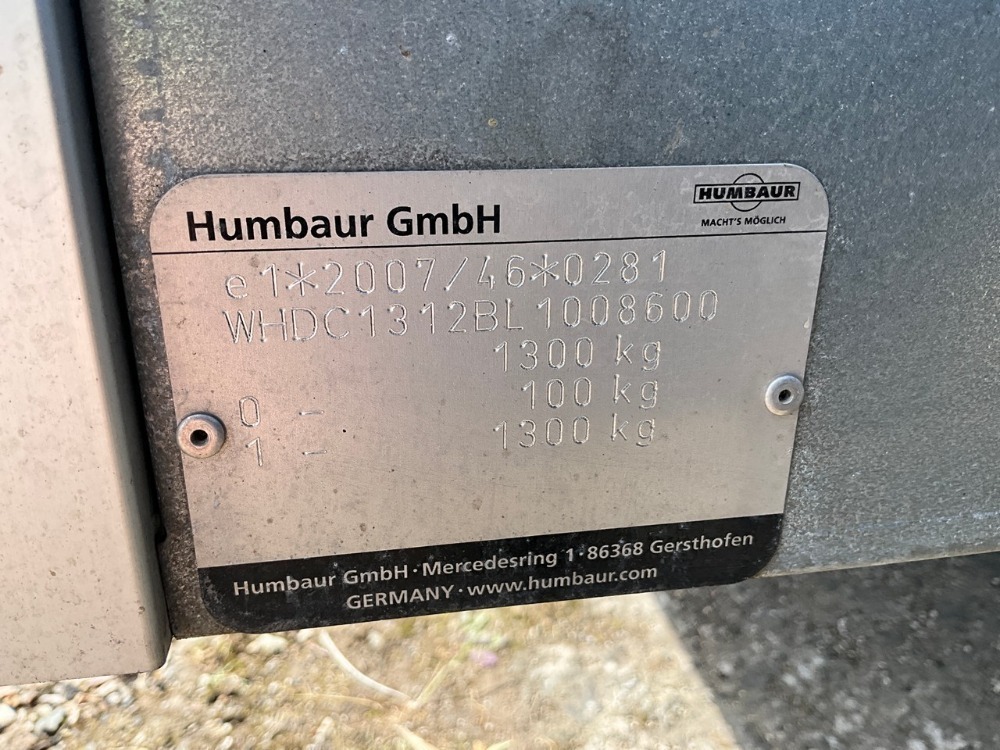 HUMBAUR
MACHT'S MÖGLICH
Humbaur GmbH
e1*2007/46*0281
WHDC1312BL1008600
1300 kg
0 - 100 kg
1 - 1300 kg
Humbaur GmbH · Mercedesring 1 · 86368 Gersthofen
GERMANY · www.humbaur.com